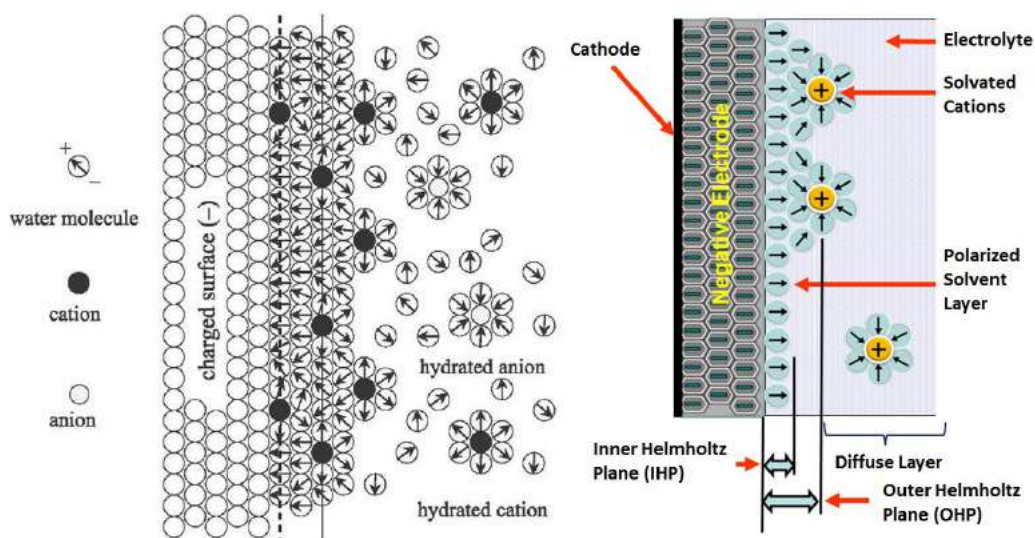 +
–
water molecule
cation
anion
charged surface (–)
hydrated anion
hydrated cation
Cathode
Negative Electrode
+
+
+
Electrolyte
Solvated
Cations
Polarized
Solvent
Layer
Inner Helmholtz
Plane (IHP)
Diffuse Layer
Outer Helmholtz
Plane (OHP)